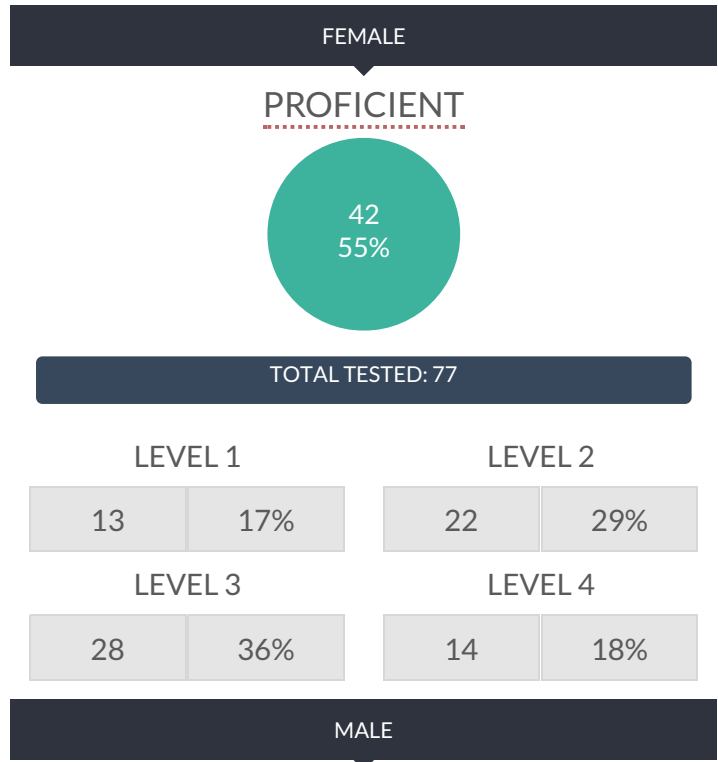 FEMALE
PROFICIENT
42
55%
TOTAL TESTED: 77
LEVEL 1 LEVEL 2
13 17% 22 29%
LEVEL 3 LEVEL 4
28 36% 14 18%
MALE